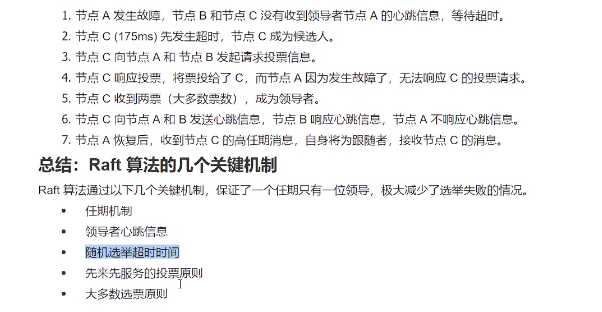 1. 节点 A 发生故障，节点 B 和节点 C 没有收到领导者节点 A 的心跳信息，等待超时。
2. 节点 C (175ms) 先发生超时，节点 C 成为候选人。
3. 节点 C 向节点 A 和 节点 B 发起请求投票信息。
4. 节点 C 响应投票，将票投给了 C，而节点 A 因为发生故障了，无法响应 C 的投票请求。
5. 节点 C 收到两票（大多数票数），成为领导者。
6. 节点 C 向节点 A 和 B 发送心跳信息，节点 B 响应心跳信息，节点 A 不响应心跳信息。
7. 节点 A 恢复后，收到节点 C 的高任期消息，自身将为跟随者，接收节点 C 的消息。
总结：Raft 算法的几个关键机制
Raft 算法通过以下几个关键机制，保证了一个任期只有一位领导，极大减少了选举失败的情况。
• 任期机制
• 领导者心跳信息
• 随机选举超时时间
• 先来先服务的投票原则
• 大多数选票原则